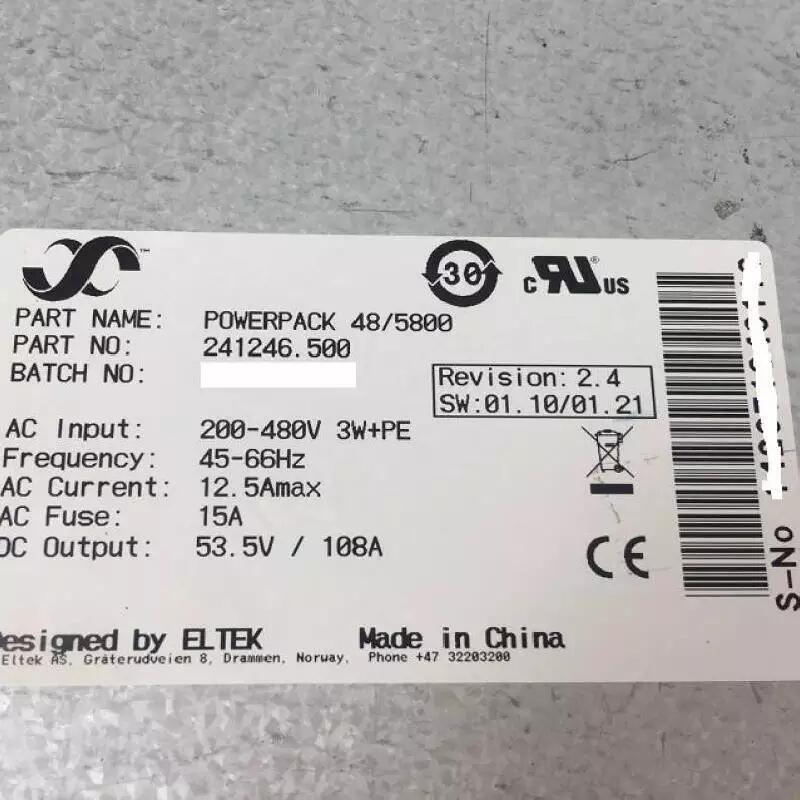 ™
30
c RU® US
PART NAME: POWERPACK 48/5800
PART NO: 241246.500
BATCH NO:
Revision: 2.4
SW:01.10/01.21
AC Input: 200-480V 3W+PE
Frequency: 45-66Hz
AC Current: 12.5Amax
AC Fuse: 15A
DC Output: 53.5V / 108A
CE
S-No
Designed by ELTEK Made in China
Eltek AS, Gråterudveien 8, Drammen, Norway, Phone +47 32203200